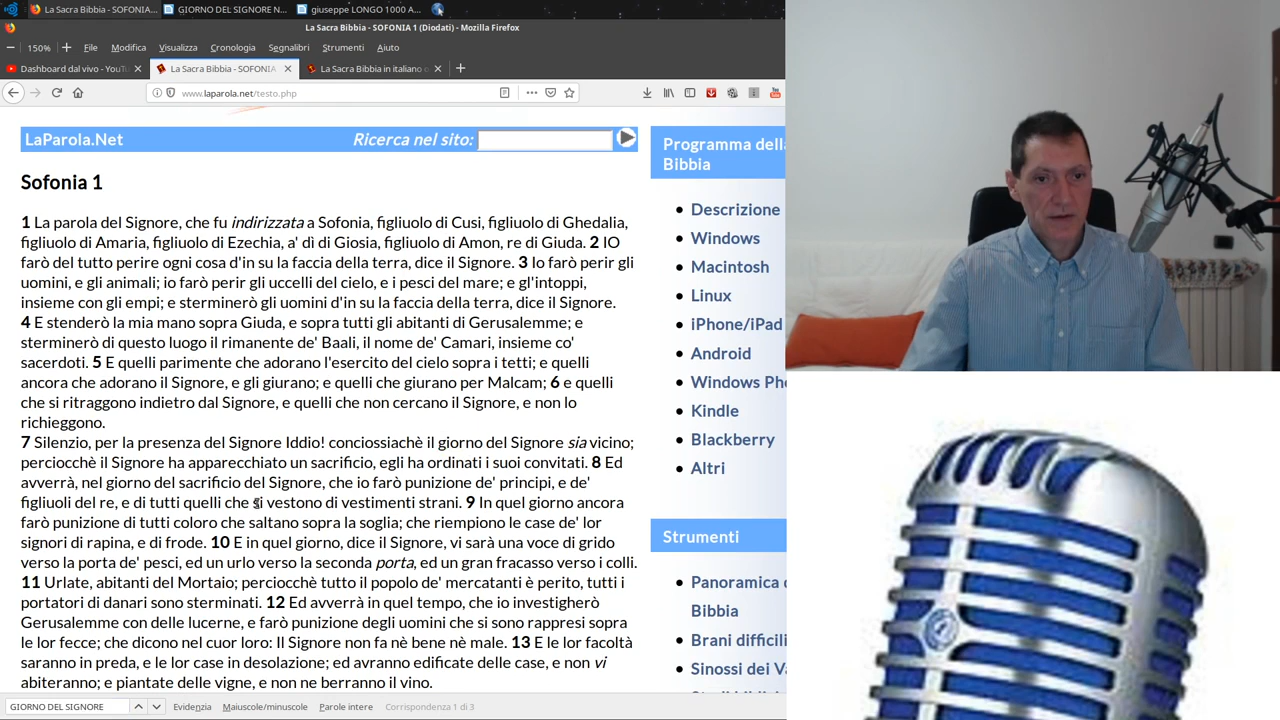 La Sacra Bibbia - SOFONIA...
GIORNO DEL SIGNORE N...
giuseppe LONGO 1000 A...
La Sacra Bibbia - SOFONIA 1 (Diodati) - Mozilla Firefox
150%
File
Modifica
Visualizza
Cronologia
Segnalibri
Strumenti
Aiuto
Dashboard dal vivo - YouTu
La Sacra Bibbia - SOFONIA
La Sacra Bibbia in italiano o
www.laparola.net/testo.php
LaParola.Net
Ricerca nel sito:
Sofonia 1
1 La parola del Signore, che fu indirizzata a Sofonia, figliuolo di Cusi, figliuolo di Ghedalia,
figliuolo di Amaria, figliuolo di Ezechia, a' dì di Giosia, figliuolo di Amon, re di Giuda. 2 IO
farò del tutto perire ogni cosa d'in su la faccia della terra, dice il Signore. 3 Io farò perir gli
uomini, e gli animali; io farò perir gli uccelli del cielo, e i pesci del mare; e gl'intoppi,
insieme con gli empi; e sterminerò gli uomini d'in su la faccia della terra, dice il Signore.
4 E stenderò la mia mano sopra Giuda, e sopra tutti gli abitanti di Gerusalemme; e
sterminerò di questo luogo il rimanente de' Baali, il nome de' Camari, insieme co'
sacerdoti. 5 E quelli parimente che adorano l'esercito del cielo sopra i tetti; e quelli
ancora che adorano il Signore, e gli giurano; e quelli che giurano per Malcam; 6 e quelli
che si ritraggono indietro dal Signore, e quelli che non cercano il Signore, e non lo
richieggono.
7 Silenzio, per la presenza del Signore Iddio! conciossiachè il giorno del Signore sia vicino;
perciocchè il Signore ha apparecchiato un sacrificio, egli ha ordinati i suoi convitati. 8 Ed
avverrà, nel giorno del sacrificio del Signore, che io farò punizione de' principi, e de'
figliuoli del re, e di tutti quelli che si vestono di vestimenti strani. 9 In quel giorno ancora
farò punizione di tutti coloro che saltano sopra la soglia; che riempiono le case de' lor
signori di rapina, e di frode. 10 E in quel giorno, dice il Signore, vi sarà una voce di grido
verso la porta de' pesci, ed un urlo verso la seconda porta, ed un gran fracasso verso i colli.
11 Urlate, abitanti del Mortaio; perciocchè tutto il popolo de' mercatanti è perito, tutti i
portatori di danari sono sterminati. 12 Ed avverrà in quel tempo, che io investigherò
Gerusalemme con delle lucerne, e farò punizione degli uomini che si sono rappresi sopra
le lor fecce; che dicono nel cuor loro: Il Signore non fa nè bene nè male. 13 E le lor facoltà
saranno in preda, e le lor case in desolazione; ed avranno edificate delle case, e non vi
abiteranno; e piantate delle vigne, e non ne berranno il vino.
Programma della
Bibbia
Descrizione
Windows
Macintosh
Linux
iPhone/iPad
Android
Windows Pho
Kindle
Blackberry
Altri
Strumenti
Panoramica d
Bibbia
Brani difficili
Sinossi dei Va
GIORNO DEL SIGNORE
Evidenzia
Maiuscole/minuscole
Parole intere
Corrispondenza 1 di 3